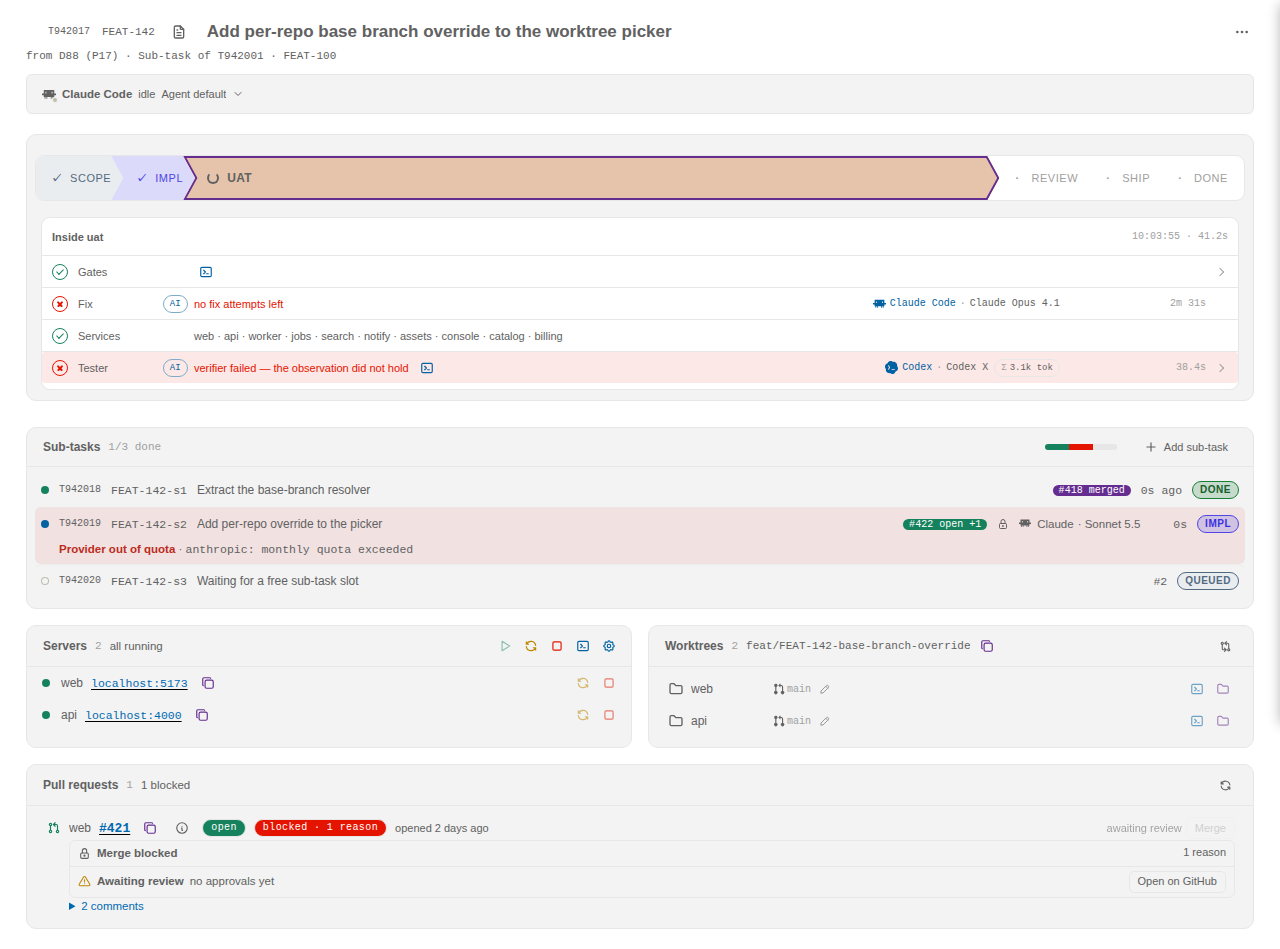 T942017 FEAT-142 Add per-repo base branch override to the worktree picker
from D88 (P17) · Sub-task of T942001 · FEAT-100
Claude Code idle Agent default
SCOPE IMPL UAT REVIEW SHIP DONE
Inside uat 10:03:55 · 41.2s
Gates
Fix AI no fix attempts left Claude Code · Claude Opus 4.1 2m 31s
Services web · api · worker · jobs · search · notify · assets · console · catalog · billing
Tester AI verifier failed — the observation did not hold Codex · Codex X Σ 3.1k tok 38.4s
Sub-tasks 1/3 done Add sub-task
T942018 FEAT-142-s1 Extract the base-branch resolver #418 merged 0s ago DONE
T942019 FEAT-142-s2 Add per-repo override to the picker #422 open +1 Claude · Sonnet 5.5 0s IMPL
Provider out of quota · anthropic: monthly quota exceeded
T942020 FEAT-142-s3 Waiting for a free sub-task slot #2 QUEUED
Servers 2 all running
web localhost:5173
api localhost:4000
Worktrees 2 feat/FEAT-142-base-branch-override
web main
api main
Pull requests 1 1 blocked
web #421 open blocked · 1 reason opened 2 days ago awaiting review Merge
Merge blocked 1 reason
Awaiting review no approvals yet Open on GitHub
2 comments